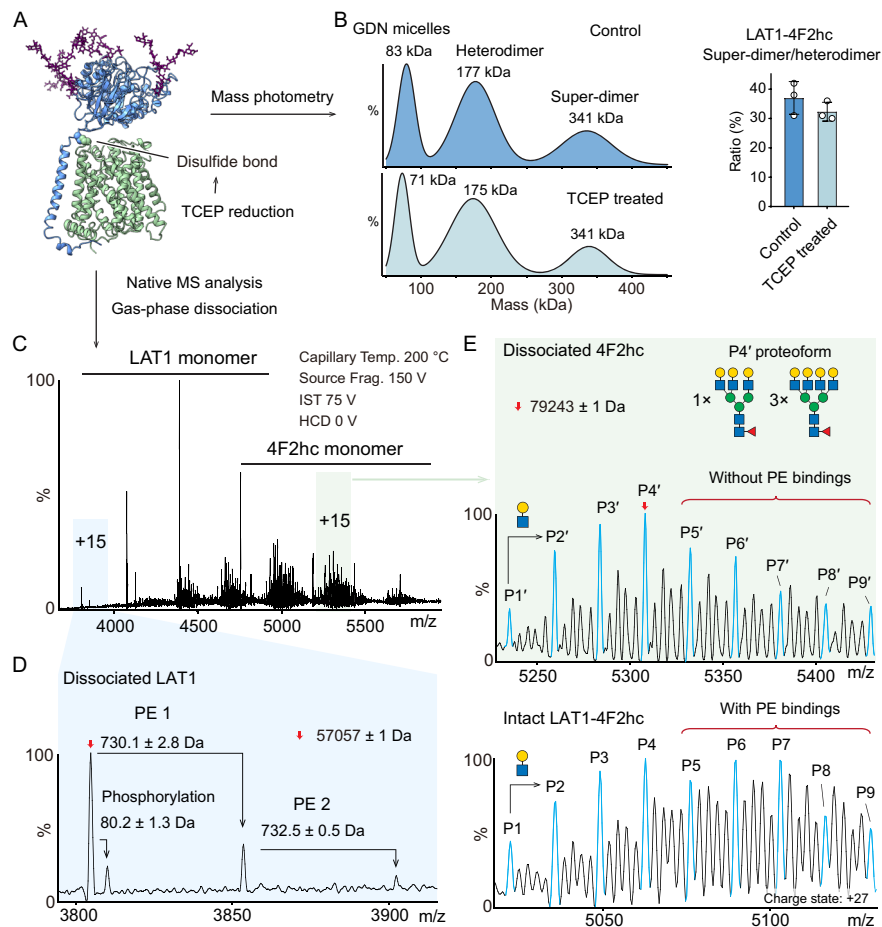 A
Disulfide bond
TCEP reduction
Mass photometry
Native MS analysis
Gas-phase dissociation
B
GDN micelles
83 kDa
Heterodimer
177 kDa
Control
Super-dimer
341 kDa
%
71 kDa
175 kDa
TCEP treated
341 kDa
%
100 200 300 400
Mass (kDa)
LAT1-4F2hc
Super-dimer/heterodimer
Ratio (%)
40
30
20
10
0
Control
TCEP treated
C
LAT1 monomer
Capillary Temp. 200 °C
Source Frag. 150 V
IST 75 V
HCD 0 V
4F2hc monomer
100
%
0
+15
+15
4000 4500 5000 5500 m/z
D
Dissociated LAT1
PE 1
730.1 ± 2.8 Da
57057 ± 1 Da
Phosphorylation
80.2 ± 1.3 Da
PE 2
732.5 ± 0.5 Da
100
%
0
3800 3850 3900 m/z
E
Dissociated 4F2hc
P4′ proteoform
79243 ± 1 Da
1×
3×
Without PE bindings
100
%
0
P1′
P2′
P3′
P4′
P5′
P6′
P7′
P8′
P9′
5250 5300 5350 5400 m/z
Intact LAT1-4F2hc
With PE bindings
100
%
0
P1
P2
P3
P4
P5
P6
P7
P8
P9
Charge state: +27
5050 5100 m/z